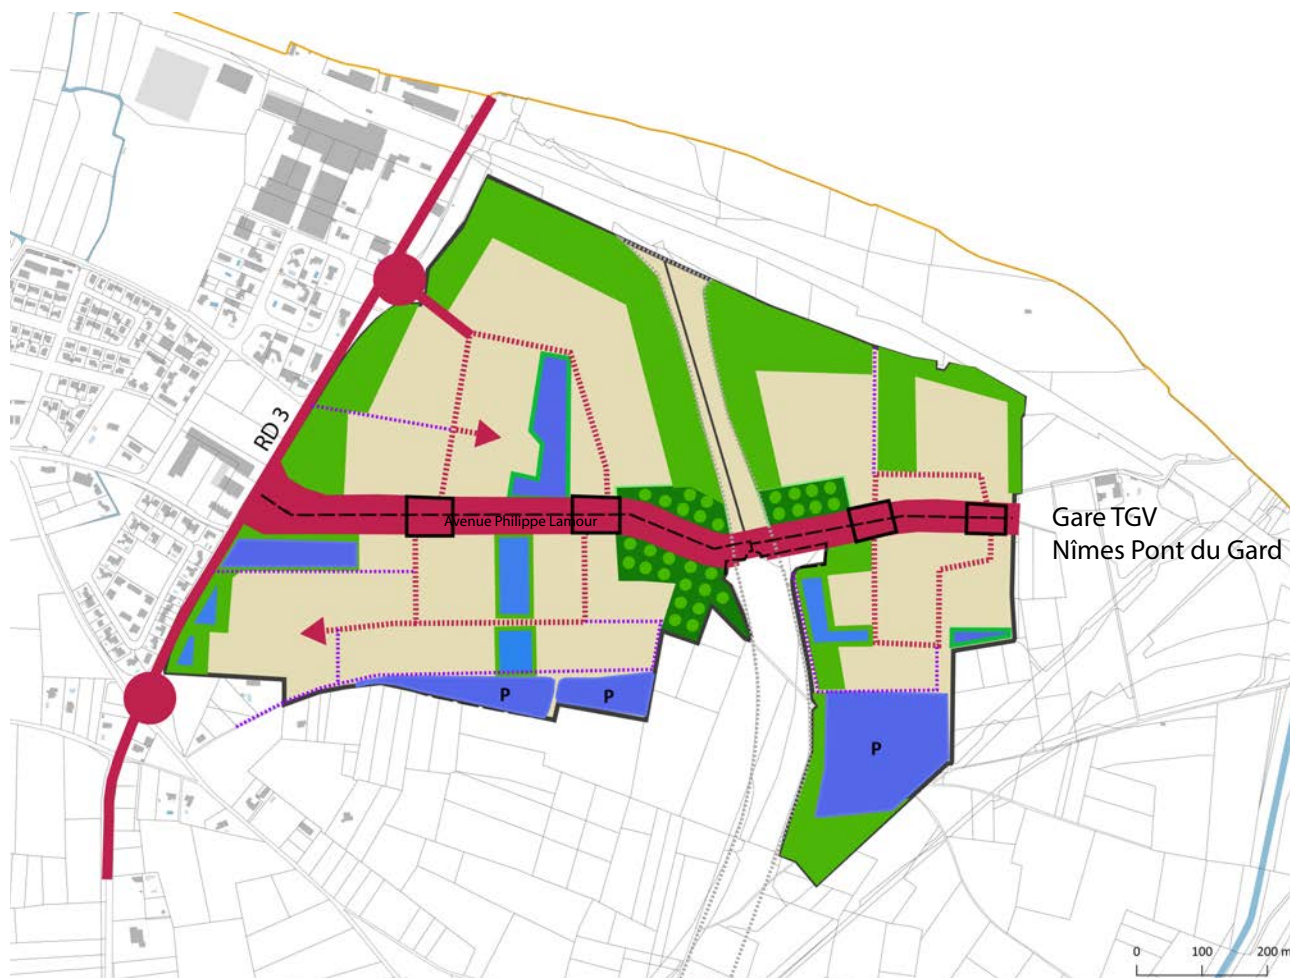 RD 3
Avenue Philippe Lamour
Gare TGV
Nîmes Pont du Gard
P
P
P
0 100 200 m